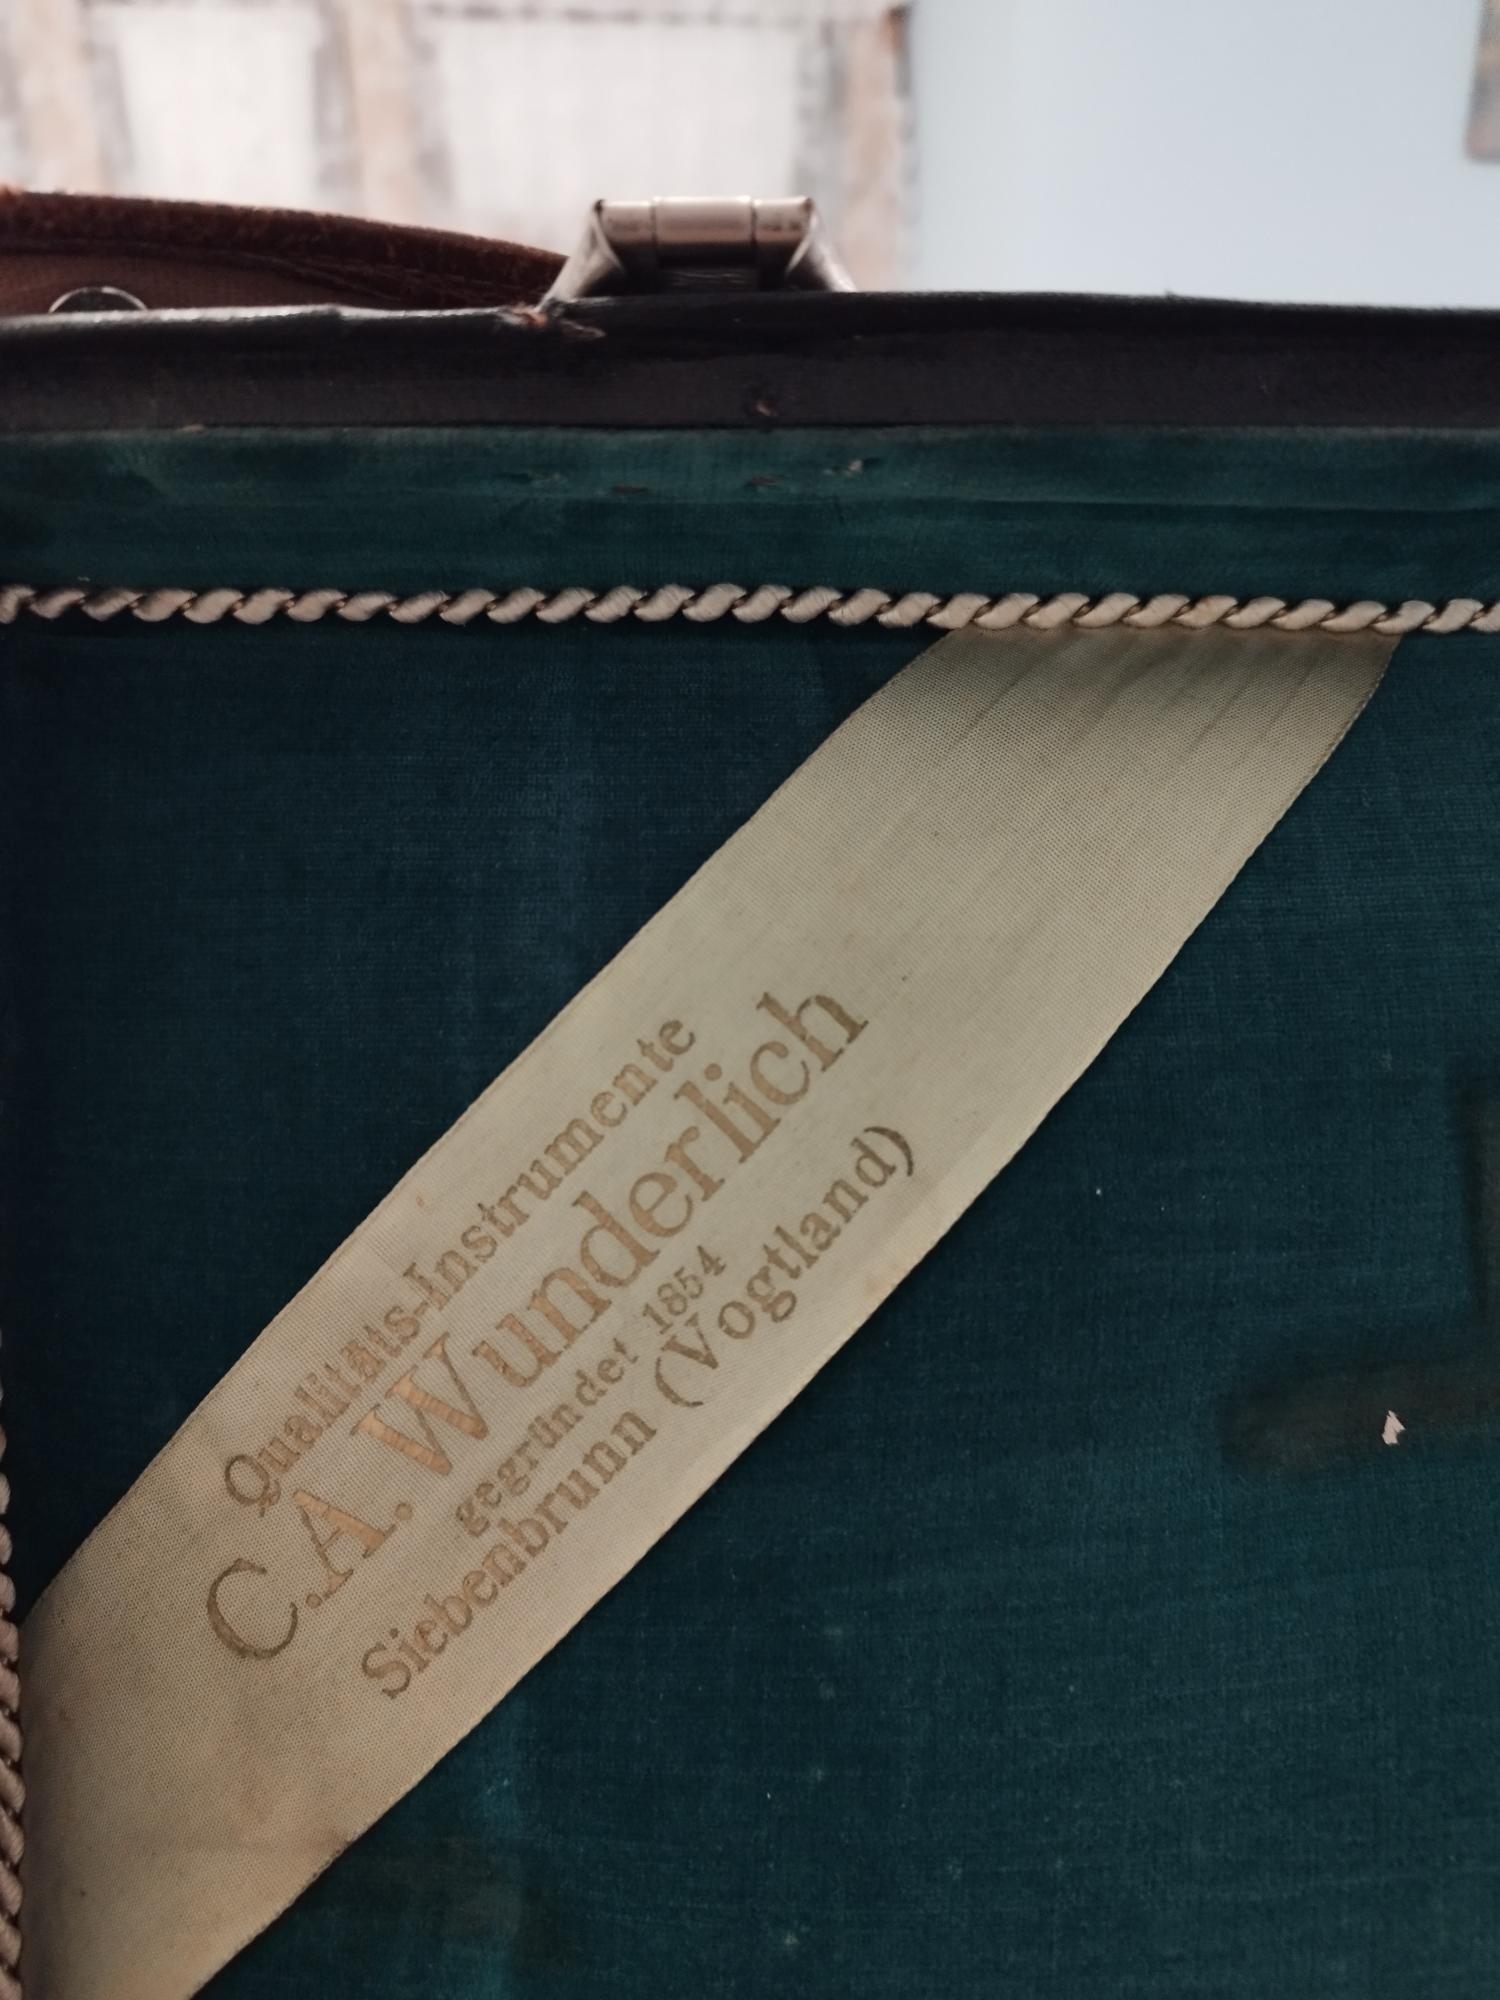 Qualitäts-Instrumente
C.A. Wunderlich
gegründet 1854
Siebenbrunn (Vogtland)